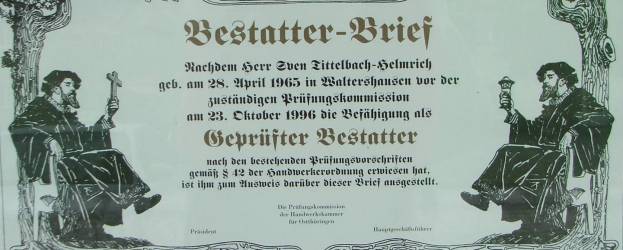 Bestatter-Brief
Nachdem Herr Sven Tittelbach-Helmrich
geb. am 28. April 1965 in Waltershausen vor der
zuständigen Prüfungskommission
am 23. Oktober 1996 die Befähigung als
Geprüfter Bestatter
nach den bestehenden Prüfungsvorschriften
gemäß § 42 der Handwerkerordnung erwiesen hat,
ist ihm zum Ausweis darüber dieser Brief ausgestellt.
Die Prüfungskommission
der Handwerkskammer
für Ostthüringen
Präsident
Hauptgeschäftsführer